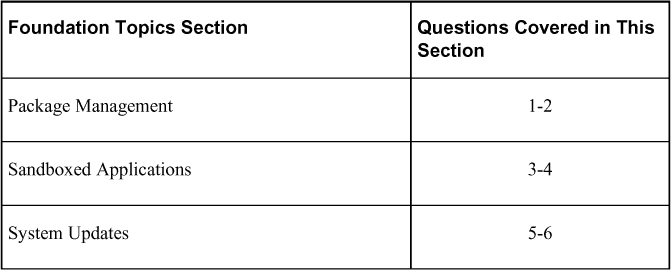 Foundation Topics Section
Questions Covered in This
Section
Package Management
1-2
Sandboxed Applications
3-4
System Updates
5-6